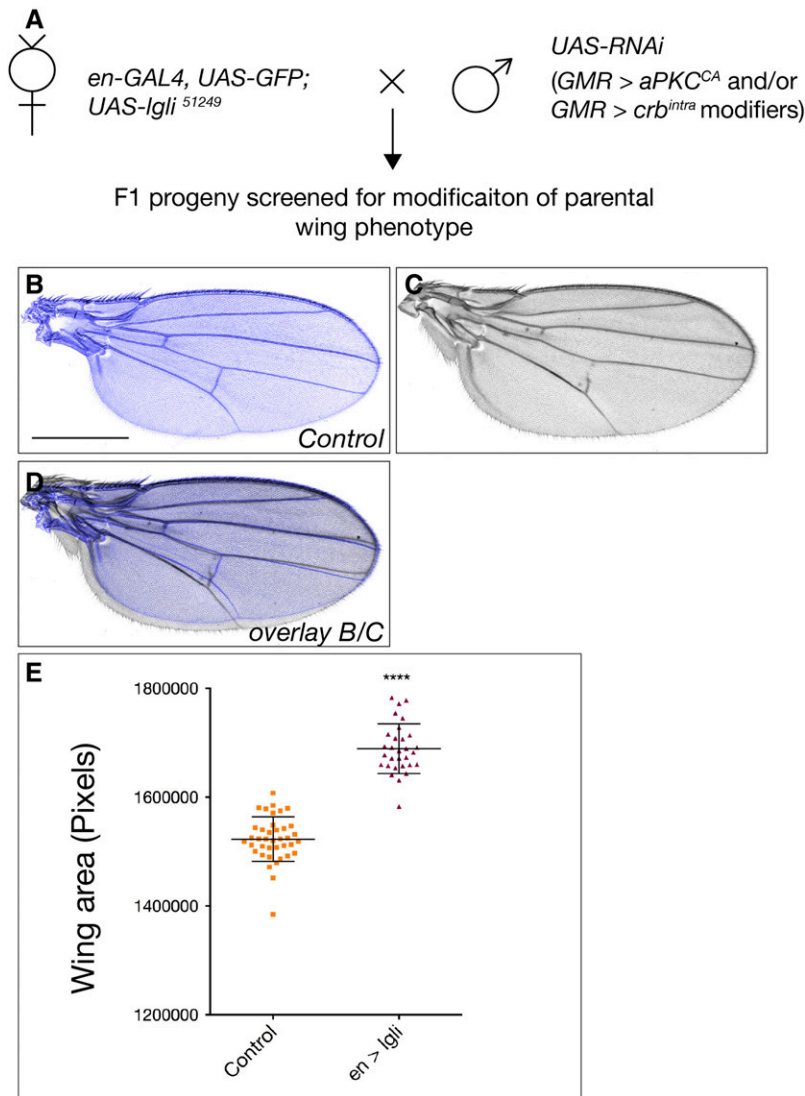 A
en-GAL4, UAS-GFP;
UAS-lgli 51249
UAS-RNAi
(GMR > aPKCCA and/or
GMR > crbintra modifiers)
F1 progeny screened for modificaiton of parental
wing phenotype
B
Control
C
D
overlay B/C
E
****
Wing area (Pixels)
1800000
1600000
1400000
1200000
Control
en > lgli